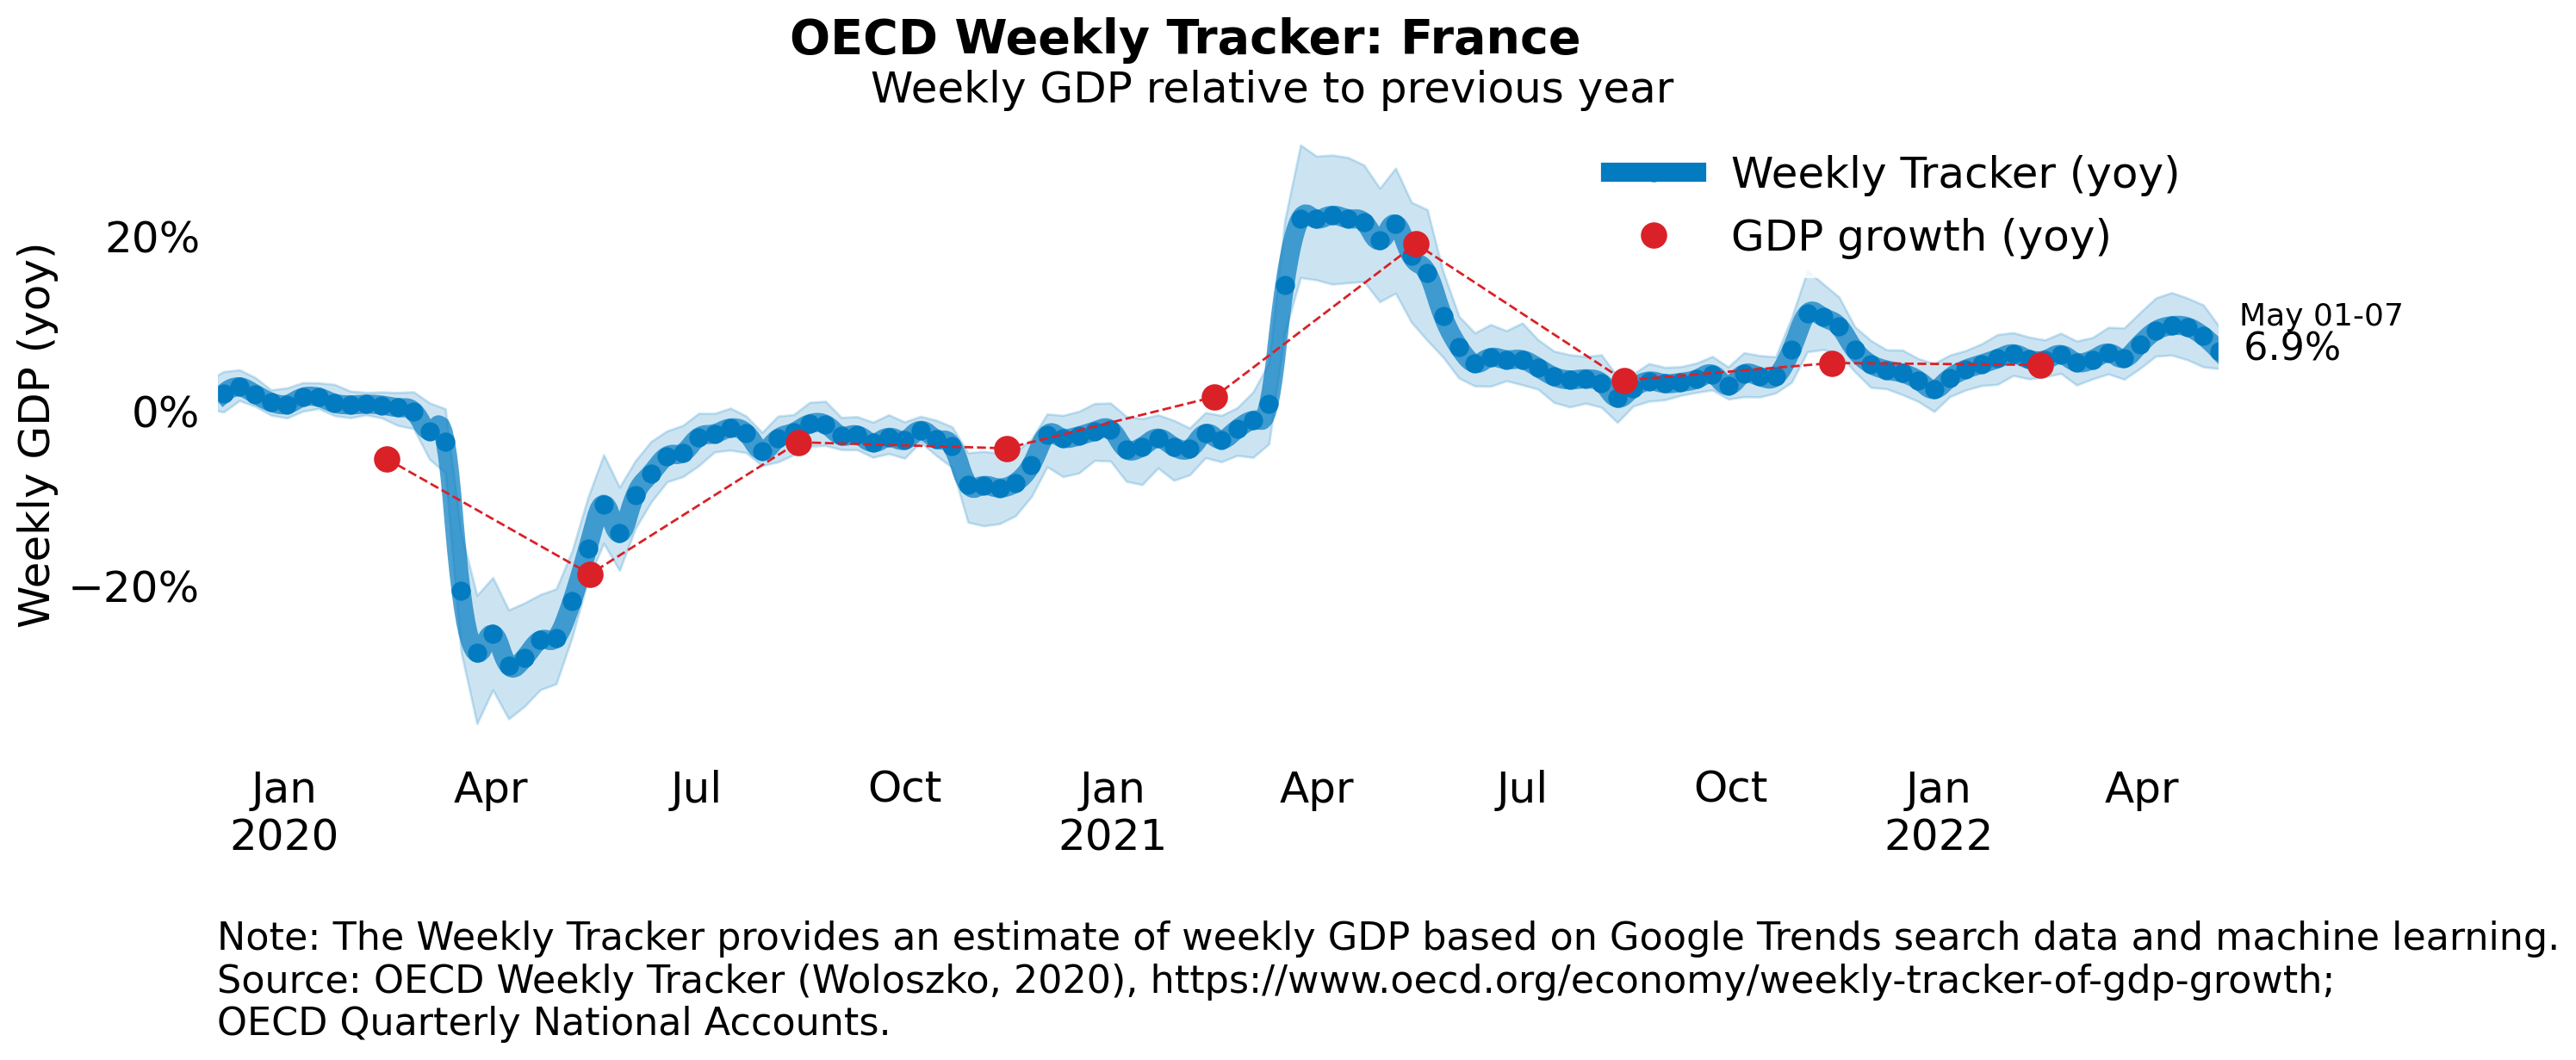 OECD Weekly Tracker: France
Weekly GDP relative to previous year
Weekly Tracker (yoy)
GDP growth (yoy)
Weekly GDP (yoy)
20%
0%
−20%
May 01-07
6.9%
Jan
2020
Apr
Jul
Oct
Jan
2021
Apr
Jul
Oct
Jan
2022
Apr
Note: The Weekly Tracker provides an estimate of weekly GDP based on Google Trends search data and machine learning.
Source: OECD Weekly Tracker (Woloszko, 2020), https://www.oecd.org/economy/weekly-tracker-of-gdp-growth;
OECD Quarterly National Accounts.